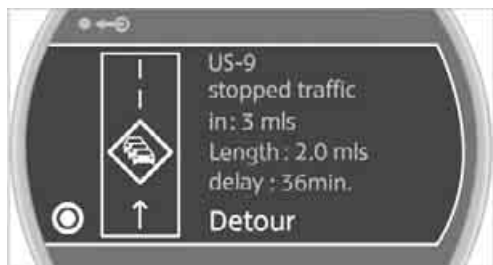 US-9
stopped traffic
in: 3 mls
Length : 2.0 mls
delay : 36min.
Detour